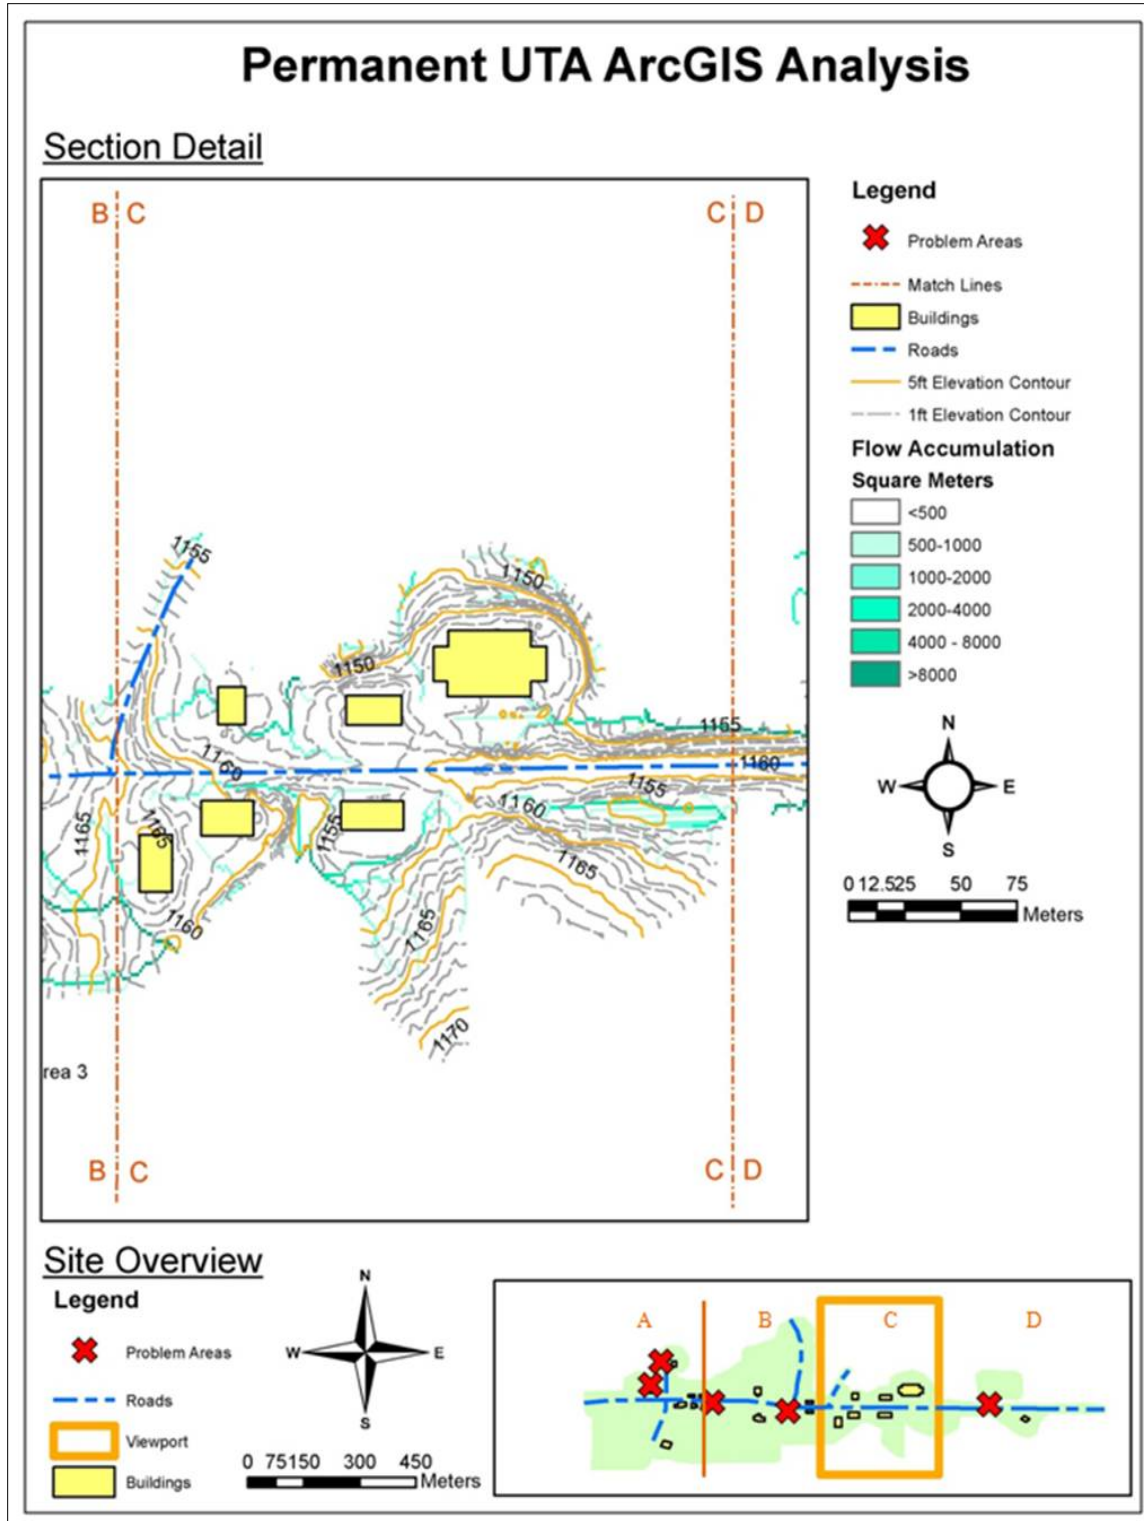 Permanent UTA ArcGIS Analysis
Section Detail
B C
C D
1155
1150
1150
1155
1160
1160
1155
1160
1165
1165
1155
1165
1160
1165
1170
rea 3
B C
C D
Legend
Problem Areas
Match Lines
Buildings
Roads
5ft Elevation Contour
1ft Elevation Contour
Flow Accumulation
Square Meters
<500
500-1000
1000-2000
2000-4000
4000 - 8000
>8000
N
W E
S
0 12.525 50 75
Meters
Site Overview
Legend
Problem Areas
Roads
Viewport
Buildings
N
W E
S
0 75150 300 450
Meters
A B C D